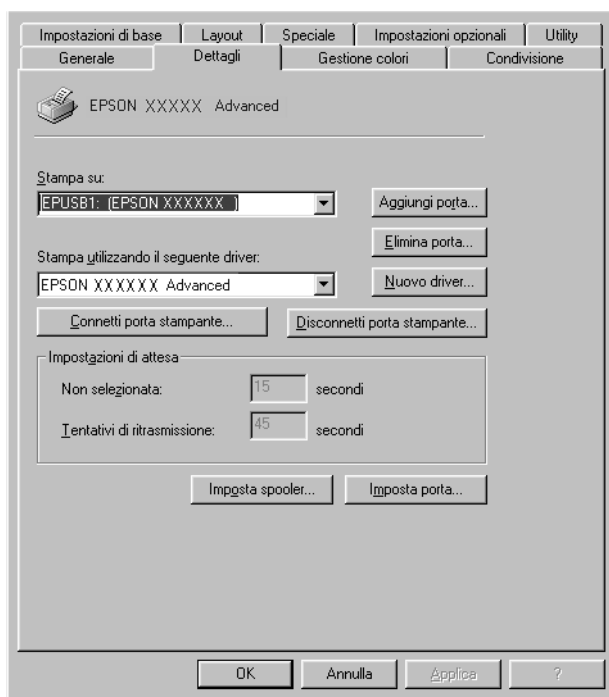 Impostazioni di base Layout Speciale Impostazioni opzionali Utility
Generale Dettagli Gestione colori Condivisione
EPSON XXXXX Advanced
Stampa su:
EPUSB1: (EPSON XXXXXX ) Aggiungi porta...
Elimina porta...
Stampa utilizzando il seguente driver:
EPSON XXXXXX Advanced Nuovo driver...
Connetti porta stampante... Disconnetti porta stampante...
Impostazioni di attesa
Non selezionata: 15 secondi
Tentativi di ritrasmissione: 45 secondi
Imposta spooler... Imposta porta...
OK Annulla Applica ?